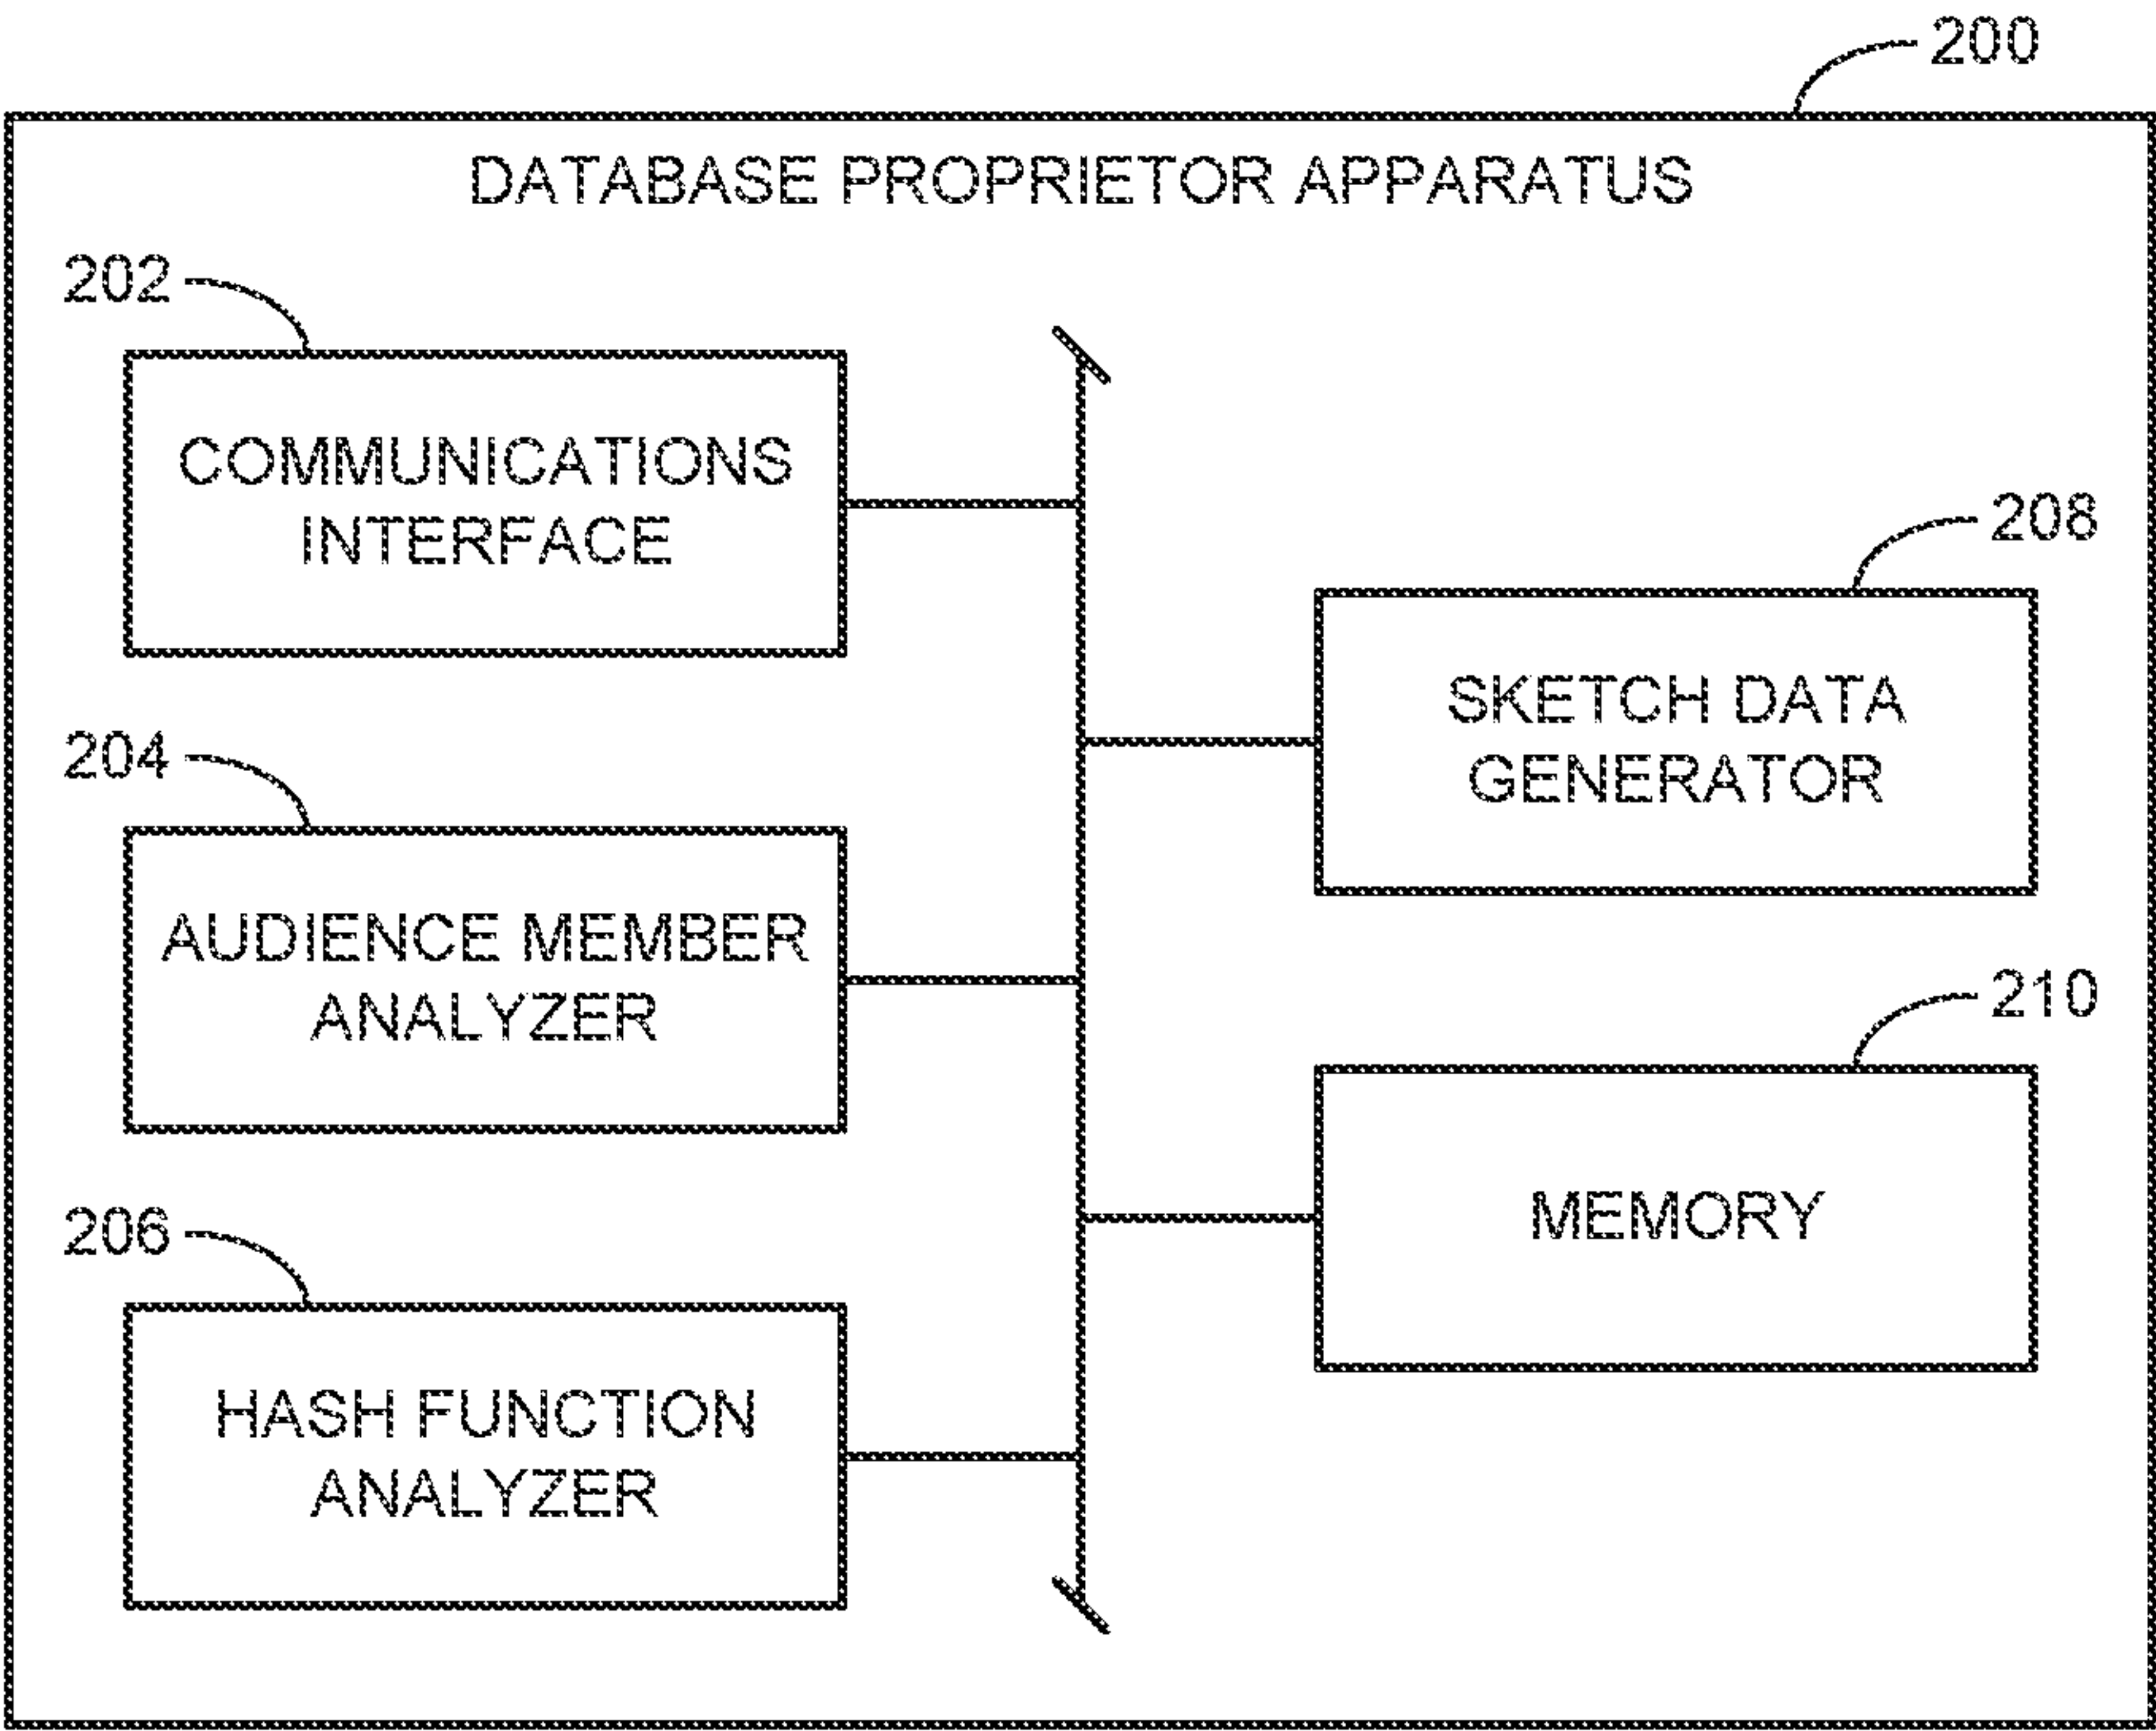 200
DATABASE PROPRIETOR APPARATUS
202
COMMUNICATIONS
INTERFACE
204
AUDIENCE MEMBER
ANALYZER
206
HASH FUNCTION
ANALYZER
208
SKETCH DATA
GENERATOR
210
MEMORY